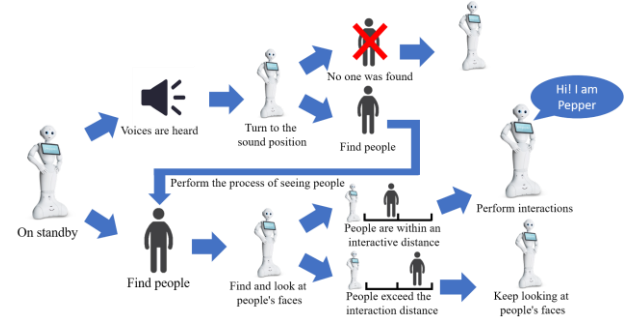 No one was found
Hi! I am
Pepper
Voices are heard
Turn to the
sound position
Find people
Perform the process of seeing people
On standby
People are within an
interactive distance
Perform interactions
Find people
Find and look at
people's faces
People exceed the
interaction distance
Keep looking at
people's faces